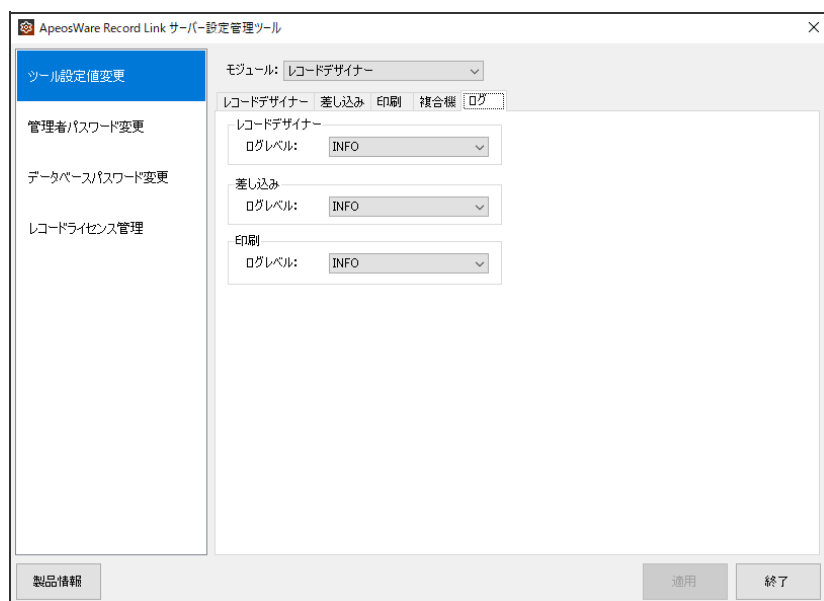 ApeosWare Record Link サーバー設定管理ツール
ツール設定値変更
管理者パスワード変更
データベースパスワード変更
レコードライセンス管理
モジュール: レコードデザイナー
レコードデザイナー 差し込み 印刷 複合機 ログ
レコードデザイナー
ログレベル: INFO
差し込み
ログレベル: INFO
印刷
ログレベル: INFO
製品情報 適用 終了